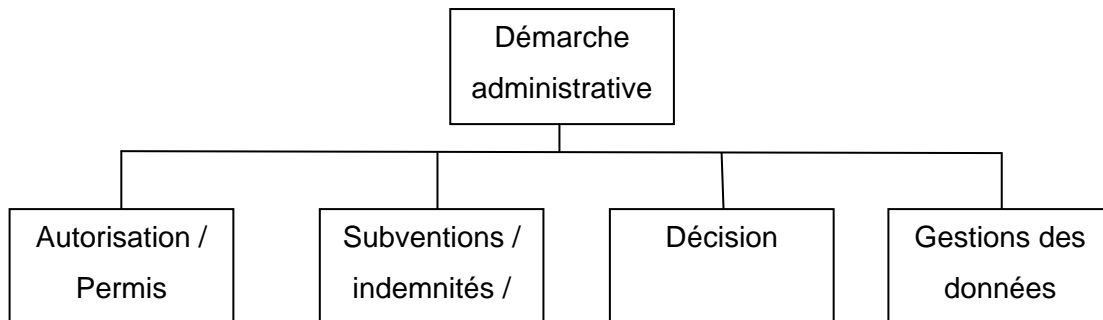 Démarche
administrative
Autorisation /
Permis
Subventions /
indemnités /
Décision
Gestions des
données